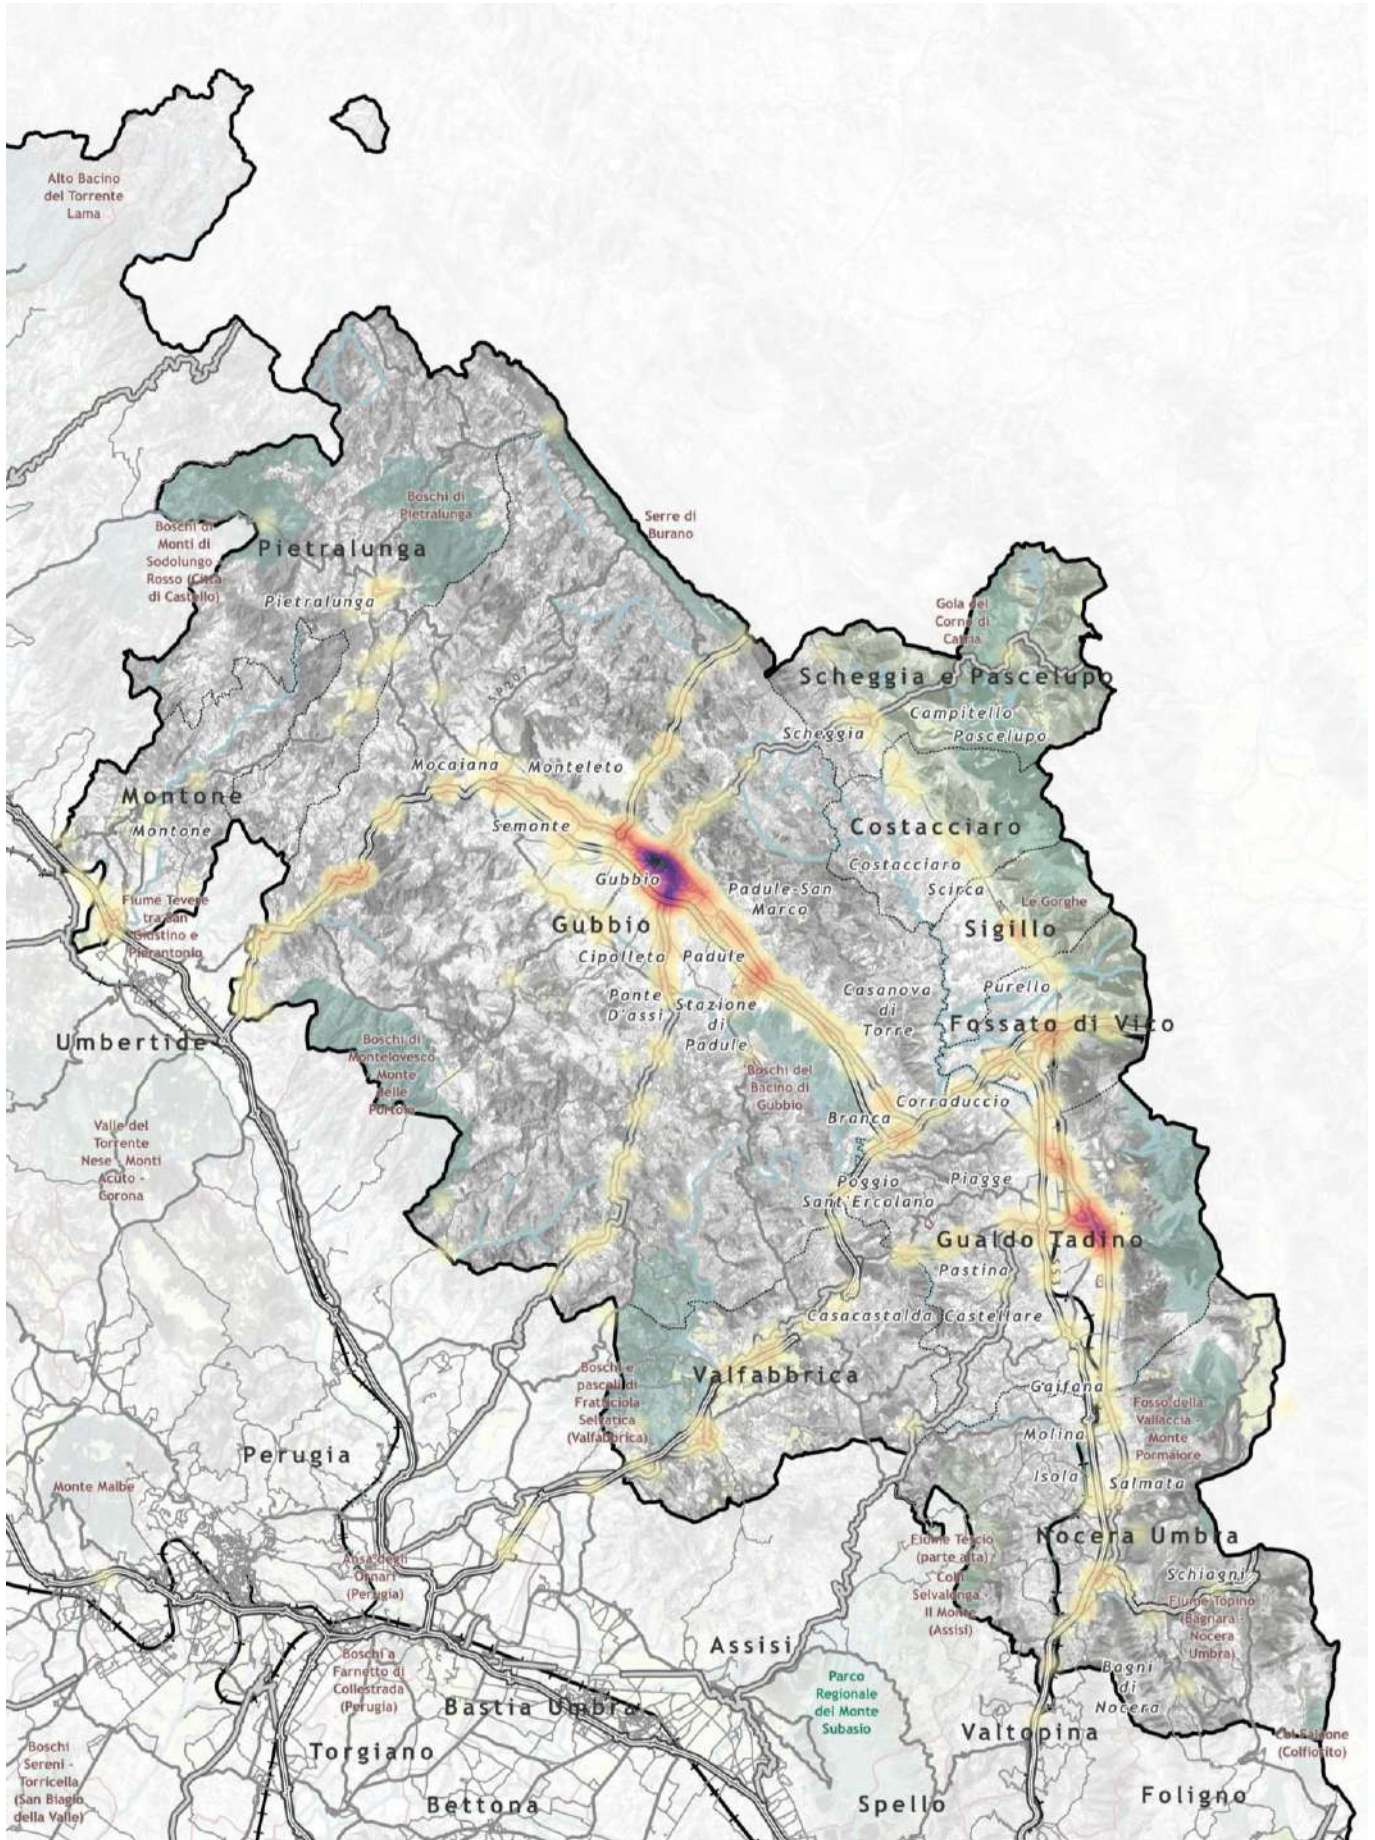 Alto Bacino
del Torrente
Lama
Boschi di
Pietralunga
Serre di
Burano
Boschi di
Monti di
Sodolungo -
Rosso (Città
di Castello)
Pietralunga
Pietralunga
Gola del
Corno di
Catria
SP207
Scheggia e Pascelupo
Campitello
Scheggia
Pascelupo
Mocaiana
Monteleto
Montone
Montone
Semonte
Costacciaro
Costacciaro
Gubbio
Scirca
Padule-San
Marco
Le Gorghe
Fiume Tevere
tra San
Giustino e
Pierantonio
Gubbio
Sigillo
Cipolleto
Padule
Purello
Casanova
di
Torre
Ponte
D'assi
Stazione
di
Padule
Fossato di Vico
Umbertide
Boschi di
Montelovesco -
Monte
delle
Portole
Boschi del
Bacino di
Gubbio
Corraduccio
Branca
Valle del
Torrente
Nese - Monti
Acuto -
Corona
Poggio
Sant'Ercolano
Piagge
Gualdo Tadino
Pastina
Casacastalda
Castellare
Boschi e
pascoli di
Fratticiola
Selvatica
(Valfabbrica)
Valfabbrica
Gaifana
Fosso della
Vallaccia -
Monte
Pormaiore
Molina
Perugia
Monte Malbe
Isola
Salmata
Nocera Umbra
Fiume Tescio
(parte alta)
Colli
Selvalonga -
Il Monte
(Assisi)
Schiagni
Fiume Topino
(Bagnara -
Nocera
Umbra)
Ansa degli
Ornari
(Perugia)
Boschi a
Farnetto di
Collestrada
(Perugia)
Assisi
Parco
Regionale
del Monte
Subasio
Bagni
di
Nocera
Bastia Umbra
Valtopina
Col Falcone
(Colfiorito)
Boschi
Sereni -
Torricella
(San Biagio
della Valle)
Torgiano
Bettona
Spello
Foligno